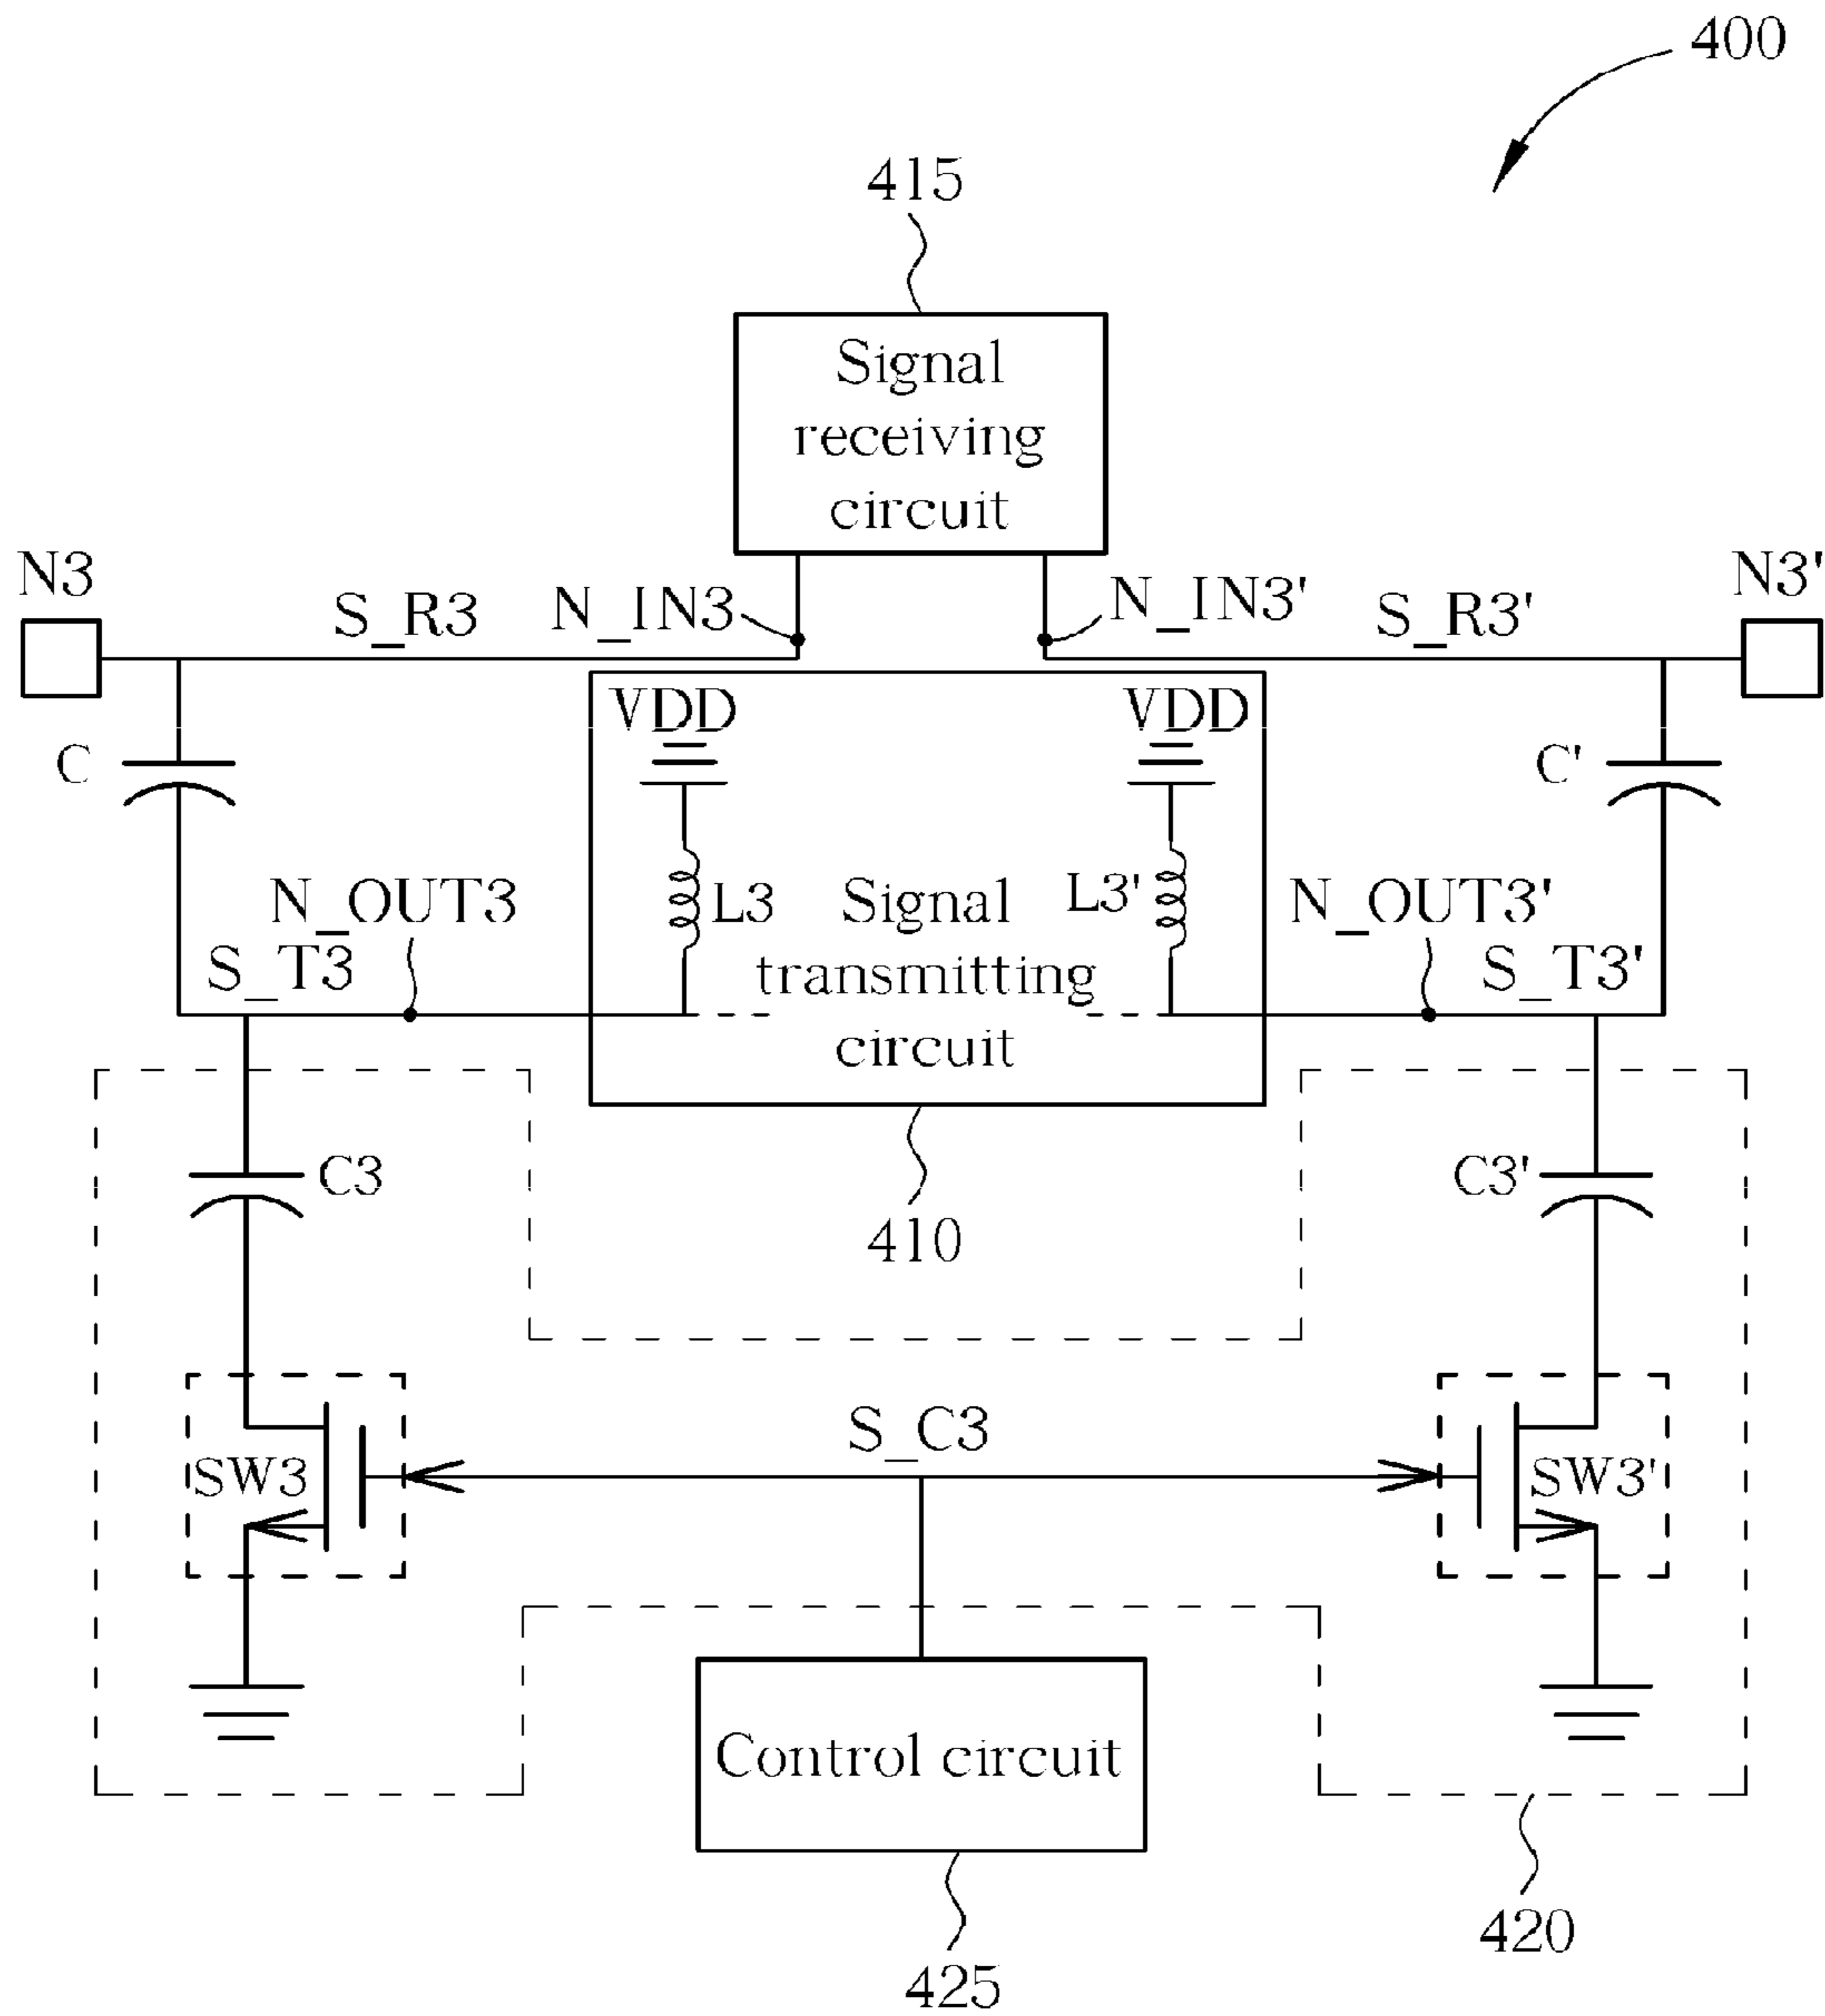 400
415
Signal
receiving
circuit
N3
S_R3
N_IN3
N_IN3'
S_R3'
N3'
VDD
VDD
C
C'
L3
Signal
transmitting
circuit
L3'
N_OUT3
N_OUT3'
S_T3
S_T3'
C3
C3'
410
S_C3
SW3
SW3'
Control circuit
420
425